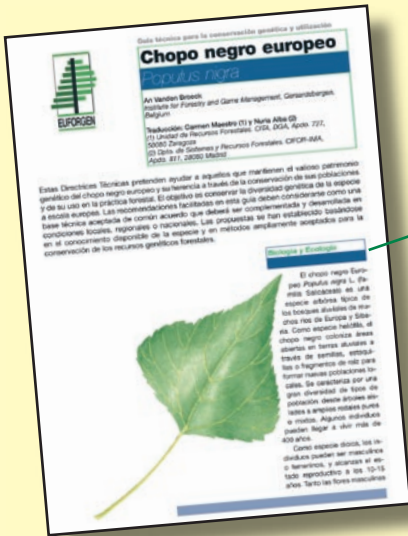 Guía técnica para la conservación genética y utilización
EUFORGEN
Chopo negro europeo
Populus nigra
An Vanden Broeck
Institute for Forestry and Game Management, Geraardsbergen,
Belgium
Traducción: Carmen Maestro (1) y Nuria Alba (2)
(1) Unidad de Recursos Forestales. CITA, DGA, Apdo. 727,
50080 Zaragoza
(2) Dpto. de Sistemas y Recursos Forestales. CIFOR-INIA,
Apdo. 811, 28080 Madrid
Estas Directrices Técnicas pretenden ayudar a aquellos que mantienen el valioso patrimonio
genético del chopo negro europeo y su herencia a través de la conservación de sus poblaciones
y de su uso en la práctica forestal. El objetivo es conservar la diversidad genética de la especie
a escala europea. Las recomendaciones facilitadas en esta guía deben considerarse como una
base técnica aceptada de común acuerdo que deberá ser complementada y desarrollada en
condiciones locales, regionales o nacionales. Las propuestas se han establecido basándose
en el conocimiento disponible de la especie y en métodos ampliamente aceptados para la
conservación de los recursos genéticos forestales.
Biología y Ecología
El chopo negro Euro-
peo Populus nigra L. (fa-
milia Salicáceas) es una
especie arbórea típica de
los bosques aluviales de mu-
chos ríos de Europa y Sibe-
ria. Como especie heliófila, el
chopo negro coloniza áreas
abiertas en tierras aluviales a
través de semillas, estaqui-
llas o fragmentos de raíz para
formar nuevas poblaciones lo-
cales. Se caracteriza por una
gran diversidad de tipos de
población: desde árboles ais-
lados a amplios rodales puros
o mixtos. Algunos individuos
pueden llegar a vivir más de
400 años.
Como especie dioica, los in-
dividuos pueden ser masculinos
o femeninos, y alcanzan el es-
tado reproductivo a los 10-15
años. Tanto las flores masculinas